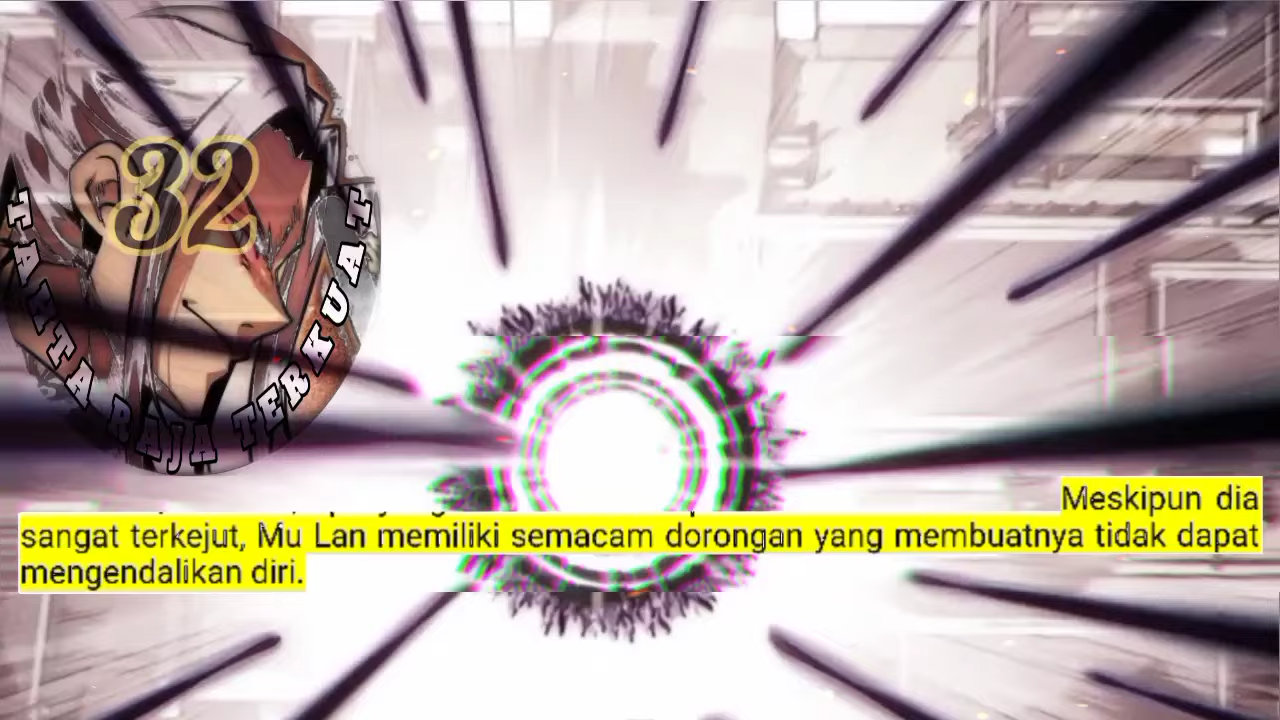 32
TAHTA RAJA TERKUAT
Meskipun dia
sangat terkejut, Mu Lan memiliki semacam dorongan yang membuatnya tidak dapat
mengendalikan diri.